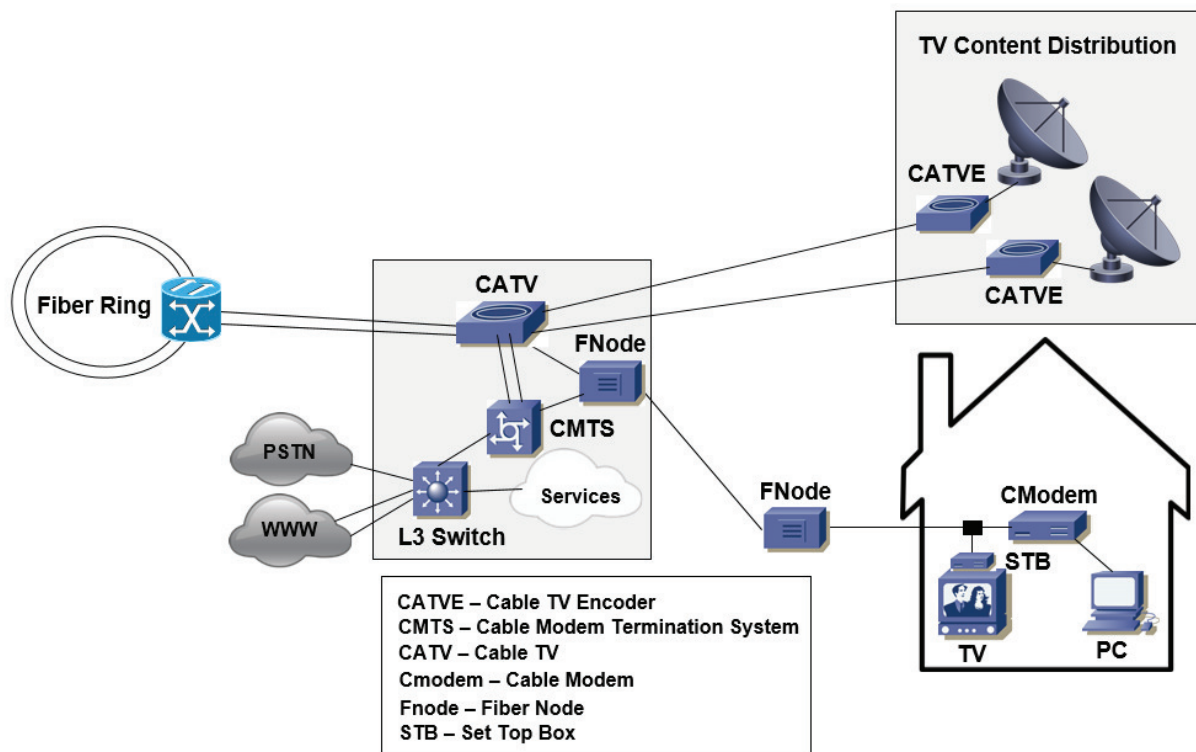 TV Content Distribution
CATVE
CATVE
Fiber Ring
CATV
FNode
CMTS
PSTN
WWW
Services
L3 Switch
FNode
CModem
STB
TV
PC
CATVE – Cable TV Encoder
CMTS – Cable Modem Termination System
CATV – Cable TV
Cmodem – Cable Modem
Fnode – Fiber Node
STB – Set Top Box